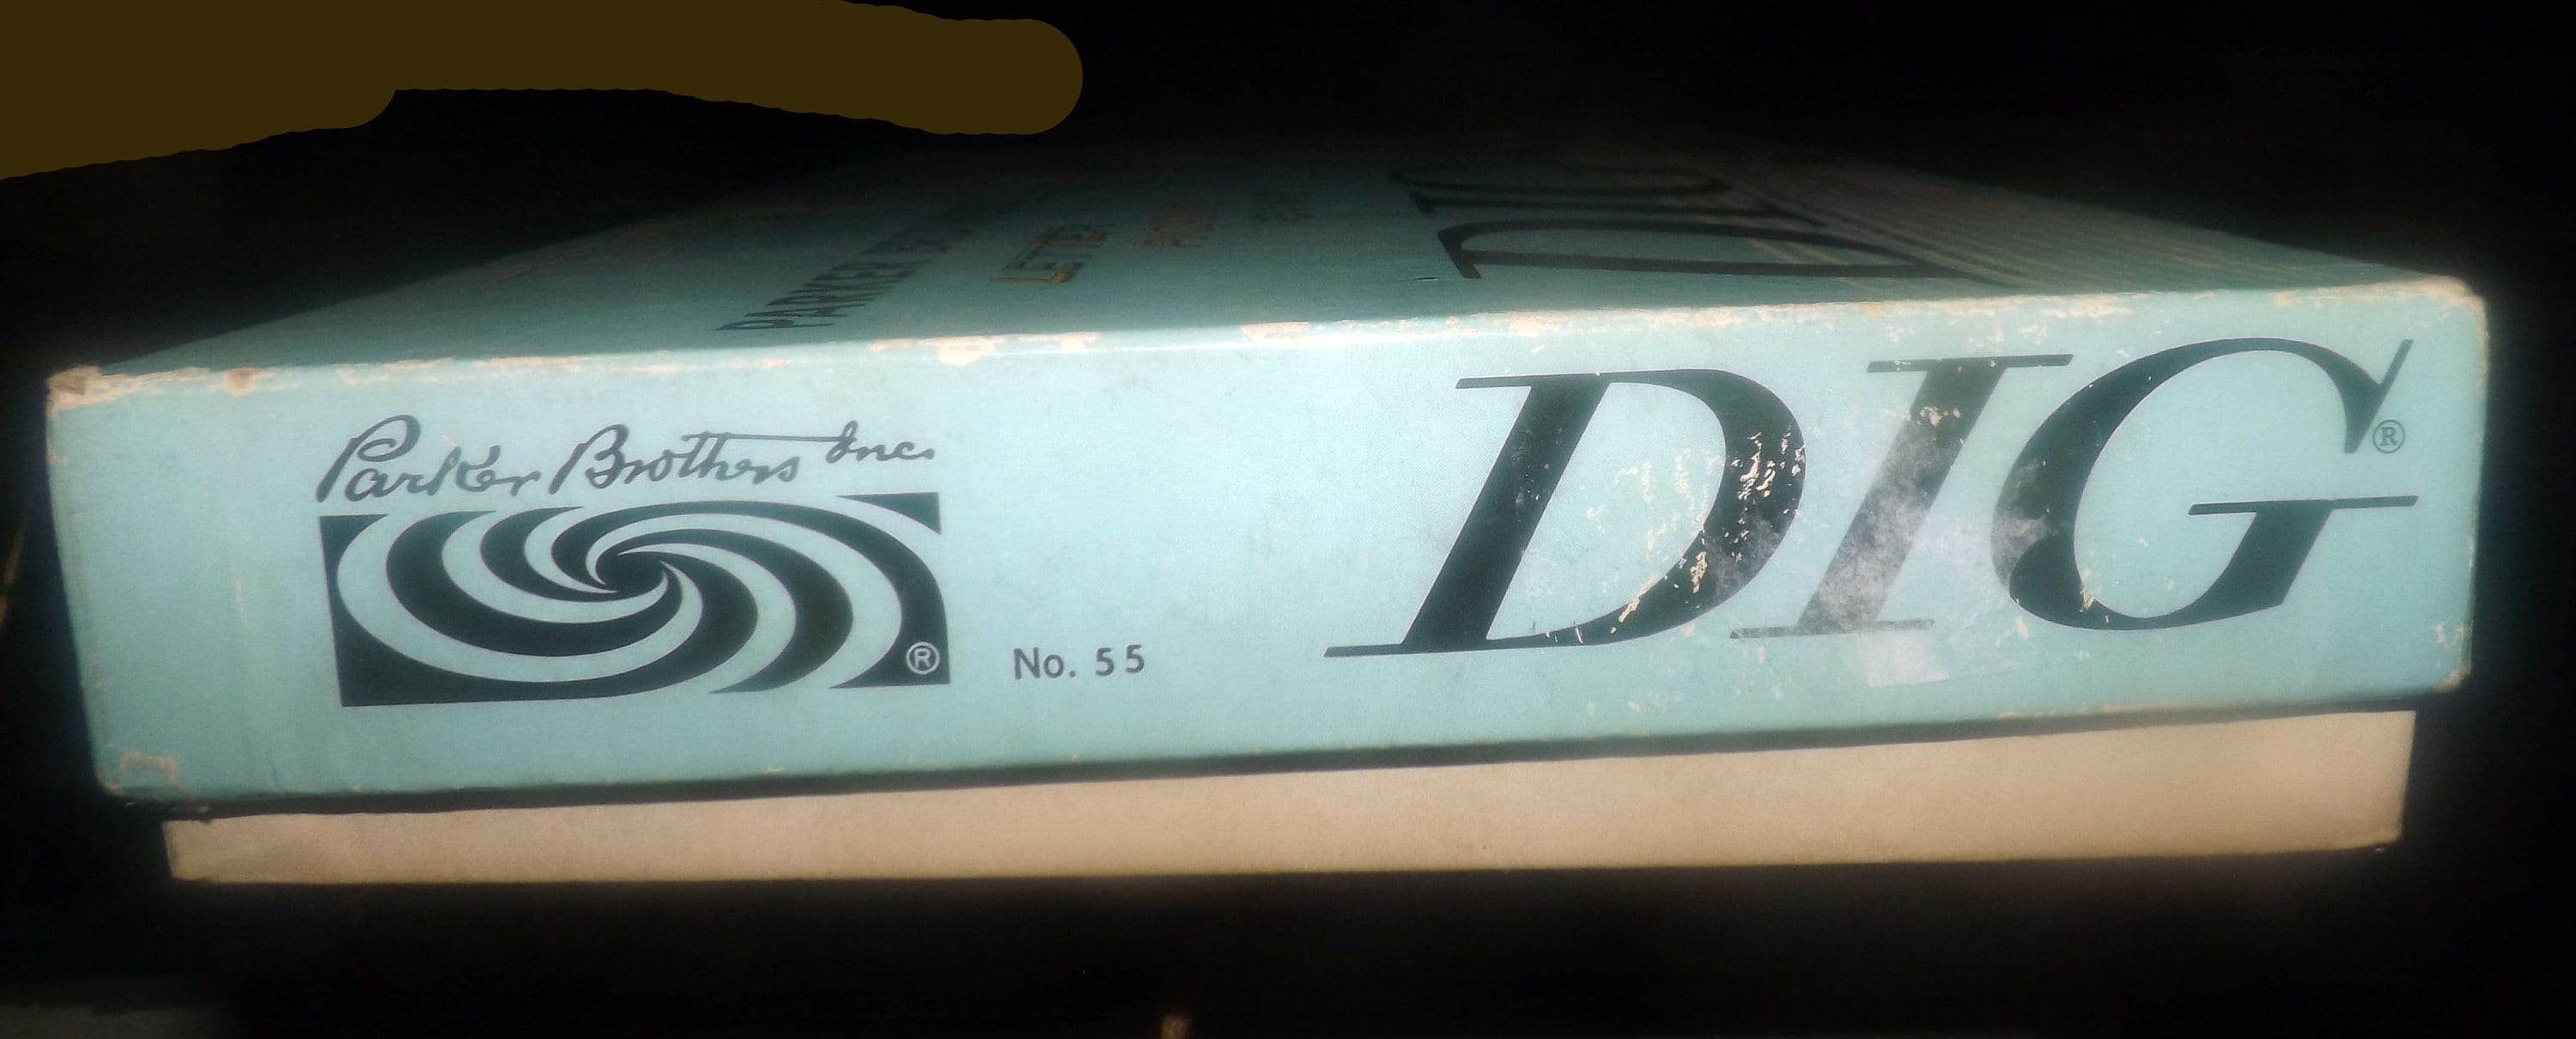 PARKER
DIG
Parker Brothers Inc.
®
No. 55
DIG®